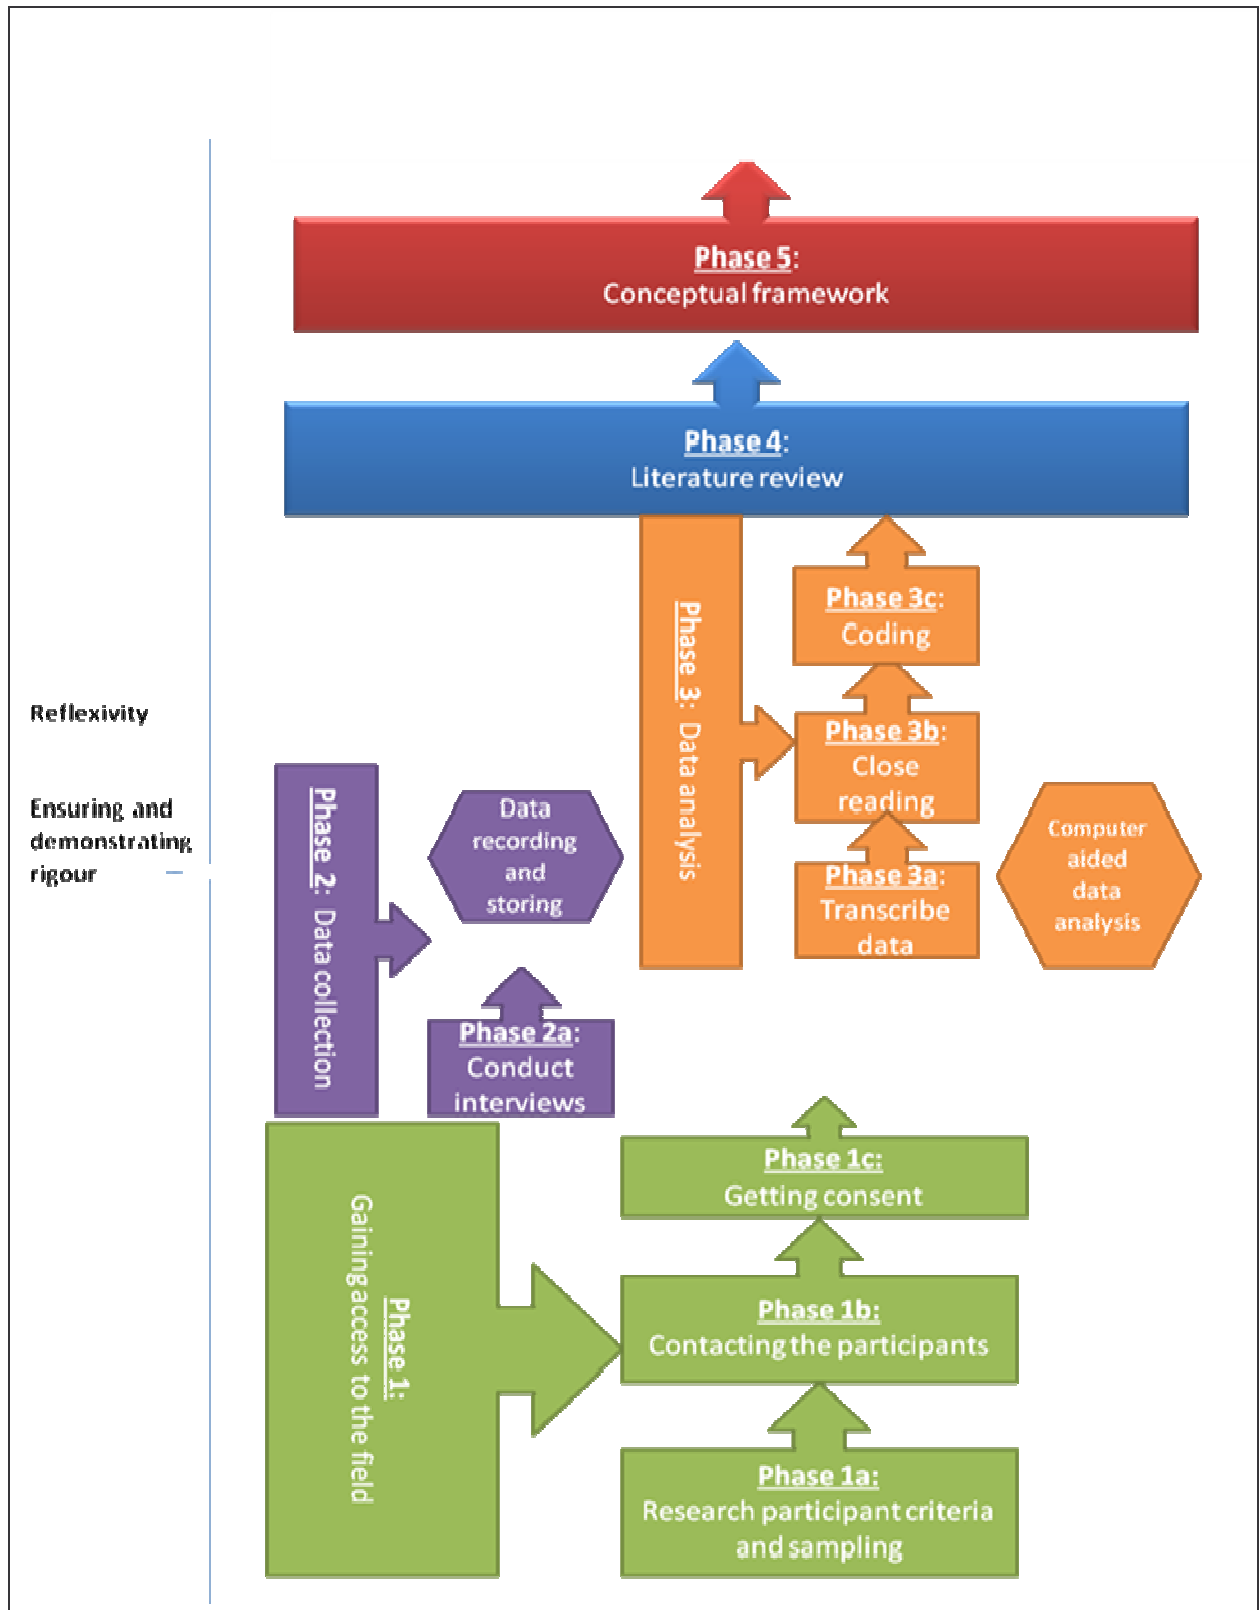 Phase 5:
Conceptual framework
Phase 4:
Literature review
Phase 3: Data analysis
Phase 3c:
Coding
Phase 3b:
Close
reading
Phase 3a:
Transcribe
data
Computer
aided
data
analysis
Reflexivity
Ensuring and
demonstrating
rigour
Phase 2: Data collection
Data
recording
and
storing
Phase 2a:
Conduct
interviews
Phase 1:
Gaining access to the field
Phase 1c:
Getting consent
Phase 1b:
Contacting the participants
Phase 1a:
Research participant criteria
and sampling